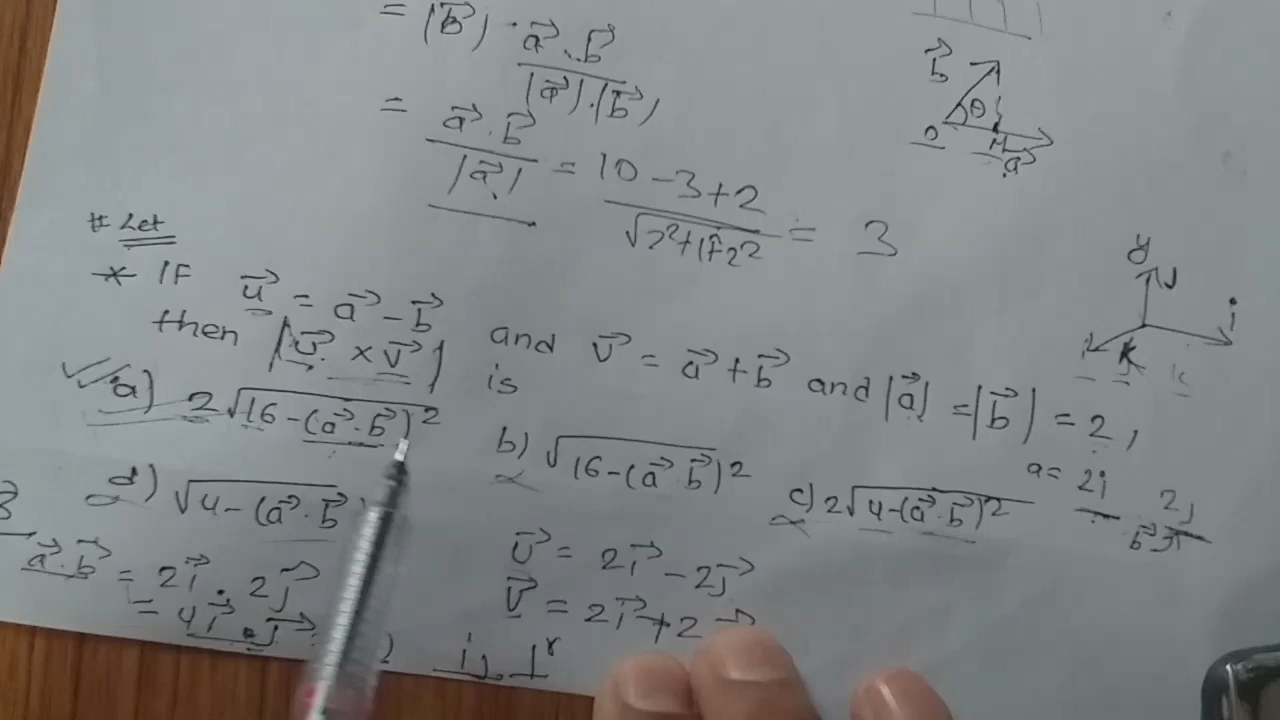 = |b⃗| · a⃗ . b⃗ / |a⃗| . |b⃗|
= a⃗ . b⃗ / |a⃗| = 10 - 3 + 2 / √2²+1²+2² = 3
b⃗
θ
O M a⃗
# Let
y j
i
k
* IF u⃗ = a⃗ - b⃗ and v⃗ = a⃗ + b⃗ and |a⃗| = |b⃗| = 2,
then |u⃗ × v⃗| is
a) 2√16-(a⃗.b⃗)² b) √16-(a⃗ b⃗)² c) 2√4-(a⃗.b⃗)²
a = 2i 2j
d) √4-(a⃗.b⃗)
3
u⃗ = 2i⃗ - 2j⃗
v⃗ = 2i⃗ + 2
a⃗.b⃗ = 2i⃗ . 2j⃗
= 4i⃗ . j⃗